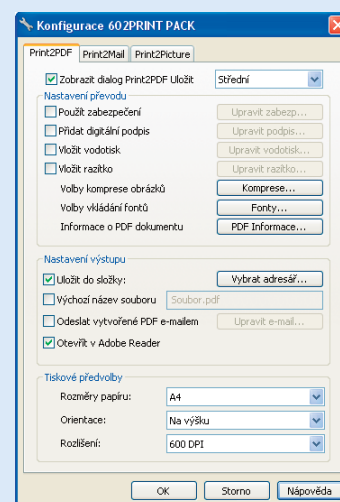 Konfigurace 602PRINT PACK
Print2PDF Print2Mail Print2Picture
Zobrazit dialog Print2PDF Uložit Střední
Nastavení převodu
Použít zabezpečení Upravit zabezp...
Přidat digitální podpis Upravit podpis...
Vložit vodotisk Upravit vodotisk...
Vložit razítko Upravit razítko...
Volby komprese obrázků Komprese...
Volby vkládání fontů Fonty...
Informace o PDF dokumentu PDF Informace...
Nastavení výstupu
Uložit do složky: Vybrat adresář...
Výchozí název souboru Soubor.pdf
Odeslat vytvořené PDF e-mailem Upravit e-mail...
Otevřít v Adobe Reader
Tiskové předvolby
Rozměry papíru: A4
Orientace: Na výšku
Rozlišení: 600 DPI
OK Storno Nápověda